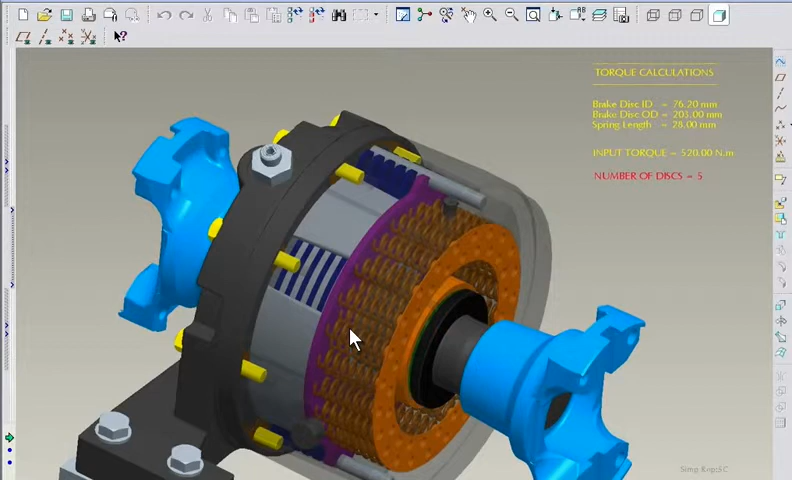 TORQUE CALCULATIONS
Brake Disc ID = 76.20 mm
Brake Disc OD = 203.00 mm
Spring Length = 28.00 mm
INPUT TORQUE = 520.00 N.m
NUMBER OF DISCS = 5